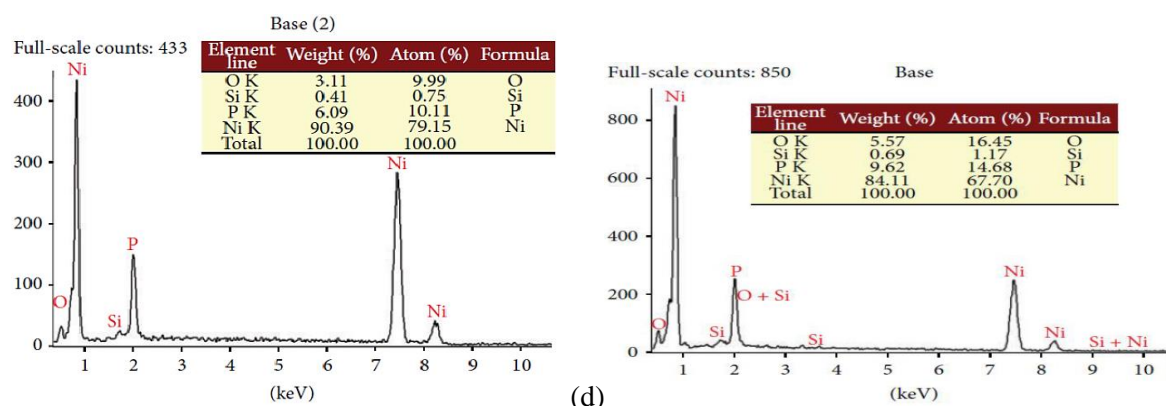 Base (2)
Full-scale counts: 433
Element line Weight (%) Atom (%) Formula
O K 3.11 9.99 O
Si K 0.41 0.75 Si
P K 6.09 10.11 P
Ni K 90.39 79.15 Ni
Total 100.00 100.00
Ni
400
300
200
100
0
O
Si
P
Ni
Ni
1 2 3 4 5 6 7 8 9 10
(keV)
(d)
Full-scale counts: 850 Base
Element line Weight (%) Atom (%) Formula
O K 5.57 16.45 O
Si K 0.69 1.17 Si
P K 9.62 14.68 P
Ni K 84.11 67.70 Ni
Total 100.00 100.00
Ni
800
600
400
200
0
O
Si
P
O + Si
Si
Ni
Ni
Si + Ni
1 2 3 4 5 6 7 8 9 10
(keV)